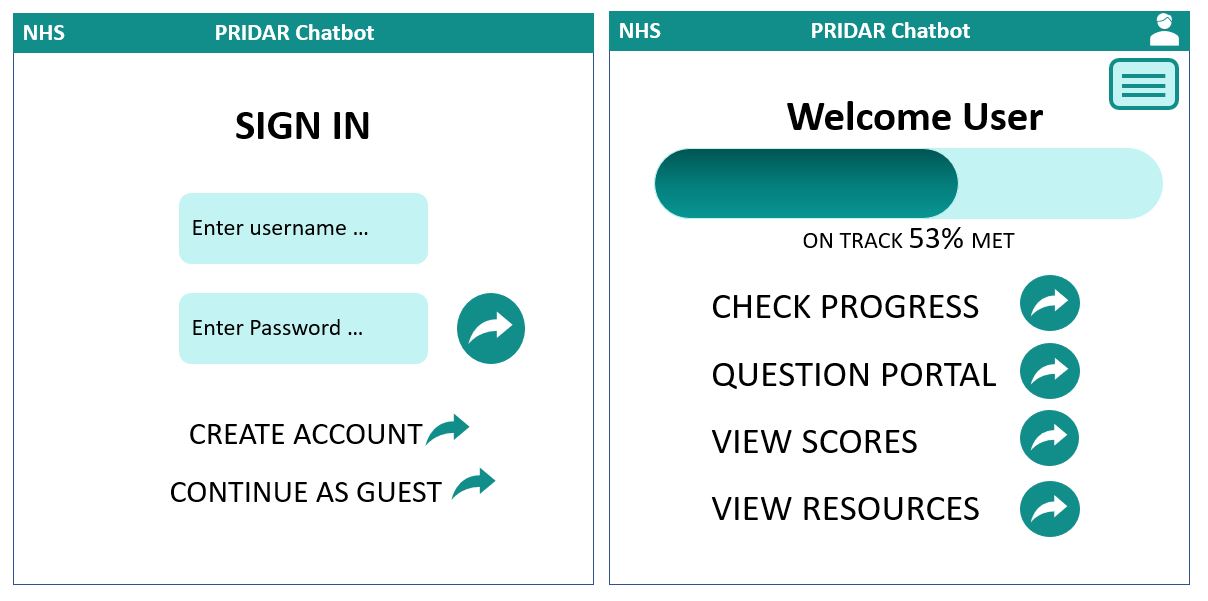 NHS PRIDAR Chatbot
SIGN IN
Enter username ...
Enter Password ...
CREATE ACCOUNT
CONTINUE AS GUEST
NHS PRIDAR Chatbot
Welcome User
ON TRACK 53% MET
CHECK PROGRESS
QUESTION PORTAL
VIEW SCORES
VIEW RESOURCES